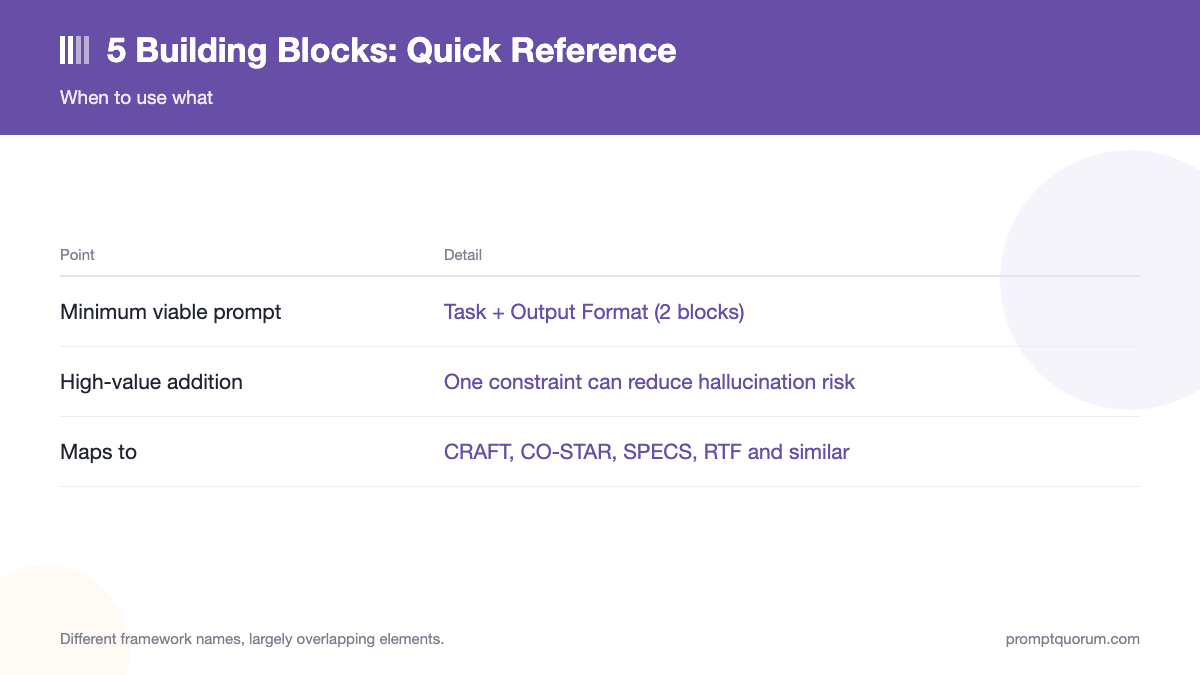 5 Building Blocks: Quick Reference
When to use what
Point Detail
Minimum viable prompt Task + Output Format (2 blocks)
High-value addition One constraint can reduce hallucination risk
Maps to CRAFT, CO-STAR, SPECS, RTF and similar
Different framework names, largely overlapping elements. promptquorum.com